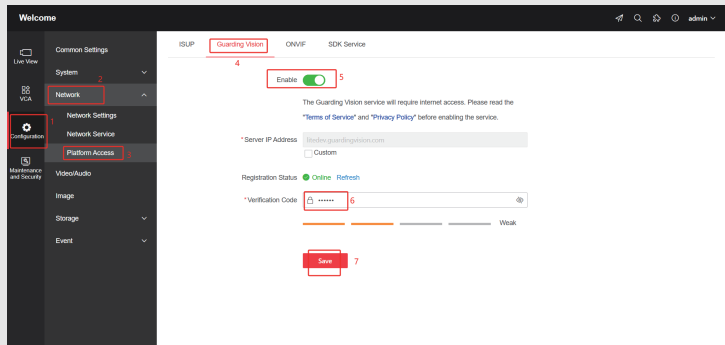 Welcome
admin
Live View
VCA
Configuration
Maintenance
and Security
Common Settings
System
Network
Network Settings
Network Service
Platform Access
Video/Audio
Image
Storage
Event
1
2
3
ISUP Guarding Vision ONVIF SDK Service
4
Enable 5
The Guarding Vision service will require internet access. Please read the
"Terms of Service" and "Privacy Policy" before enabling the service.
*Server IP Address litedev.guardingvision.com
Custom
Registration Status Online Refresh
*Verification Code •••••• 6
Weak
Save 7